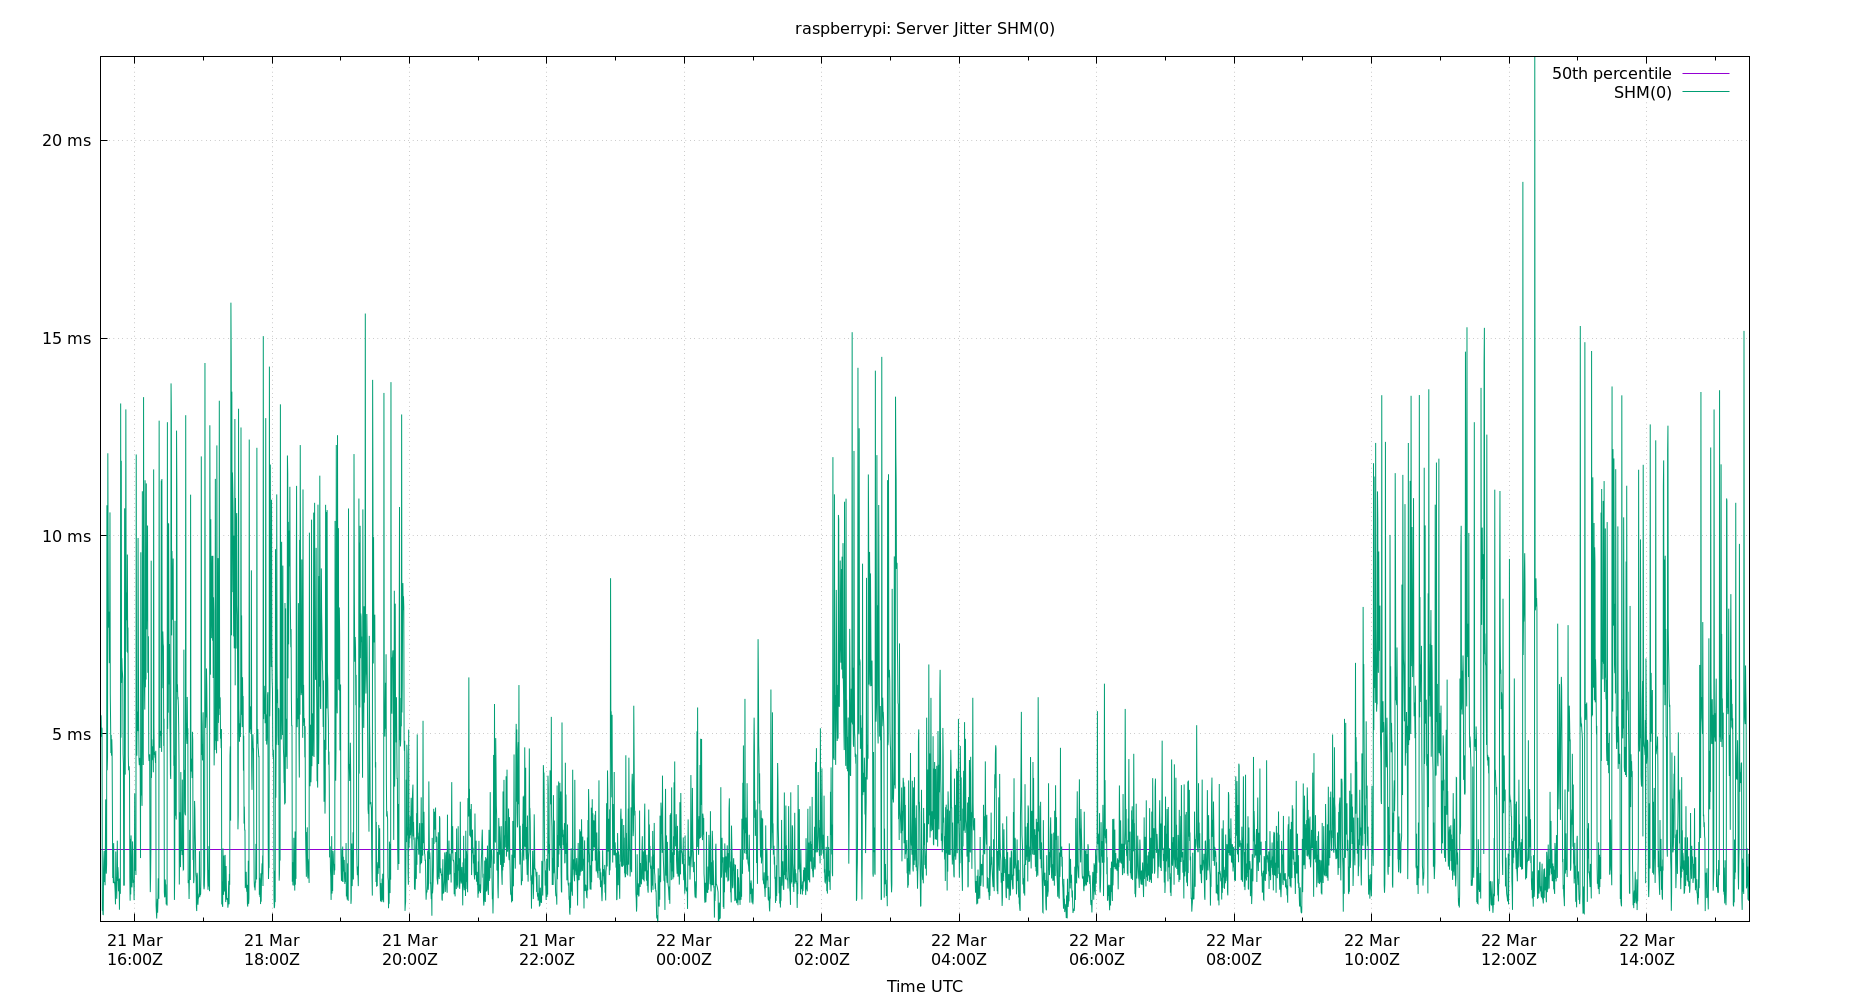 raspberrypi: Server Jitter SHM(0)
50th percentile
SHM(0)
20 ms
15 ms
10 ms
5 ms
21 Mar 21 Mar 21 Mar 21 Mar 22 Mar 22 Mar 22 Mar 22 Mar 22 Mar 22 Mar 22 Mar 22 Mar
16:00Z 18:00Z 20:00Z 22:00Z 00:00Z 02:00Z 04:00Z 06:00Z 08:00Z 10:00Z 12:00Z 14:00Z
Time UTC